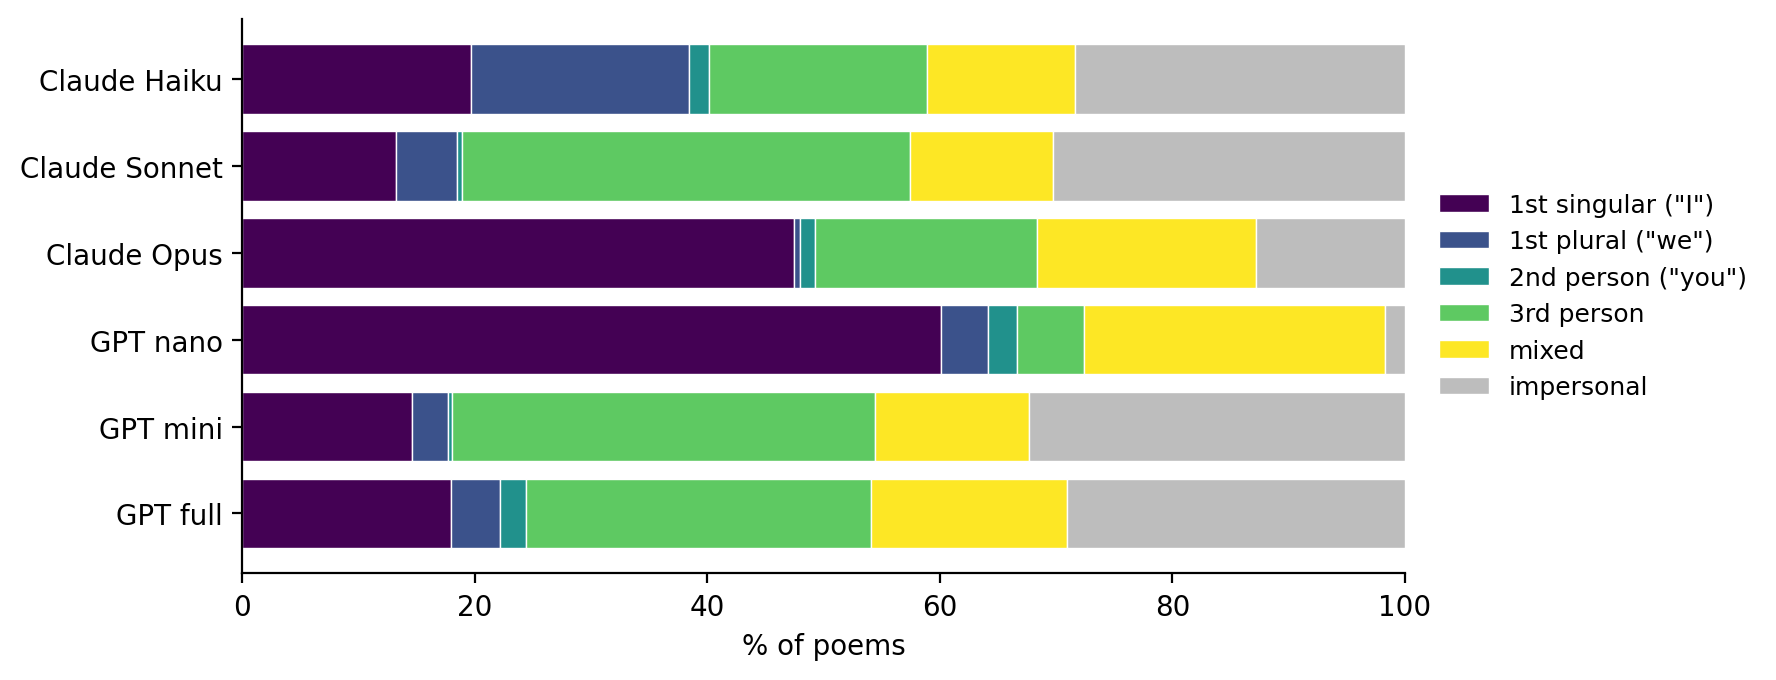 Claude Haiku
Claude Sonnet
Claude Opus
GPT nano
GPT mini
GPT full
0 20 40 60 80 100
% of poems
1st singular ("I")
1st plural ("we")
2nd person ("you")
3rd person
mixed
impersonal